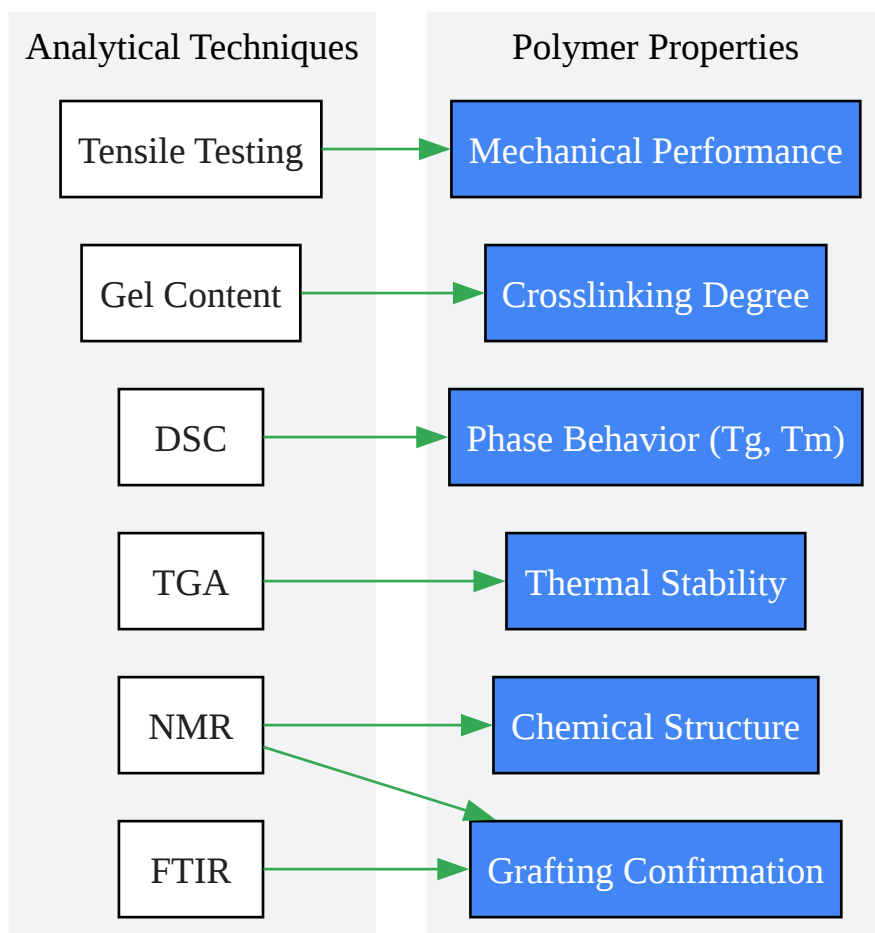 Analytical Techniques
Polymer Properties
Tensile Testing
Mechanical Performance
Gel Content
Crosslinking Degree
DSC
Phase Behavior (Tg, Tm)
TGA
Thermal Stability
NMR
Chemical Structure
FTIR
Grafting Confirmation